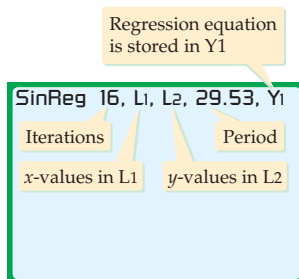 Regression equation
is stored in Y1
SinReg 16, L1, L2, 29.53, Y1
Iterations
Period
x-values in L1
y-values in L2